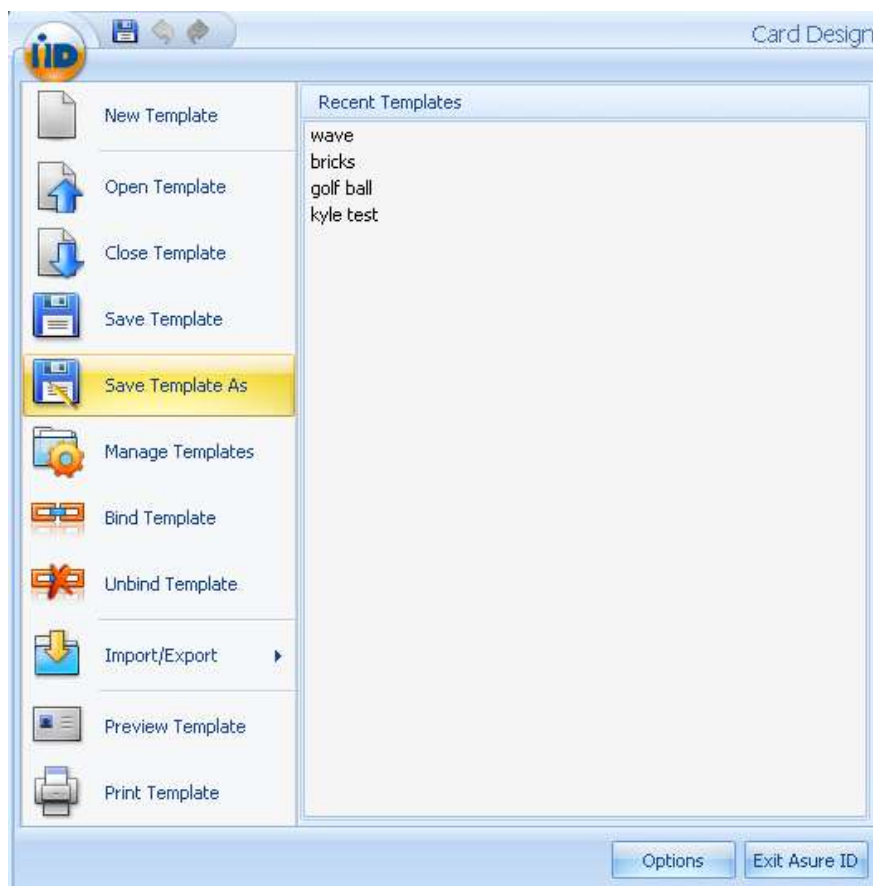 Card Design
iID
New Template
Open Template
Close Template
Save Template
Save Template As
Manage Templates
Bind Template
Unbind Template
Import/Export
Preview Template
Print Template
Recent Templates
wave
bricks
golf ball
kyle test
Options
Exit Asure ID